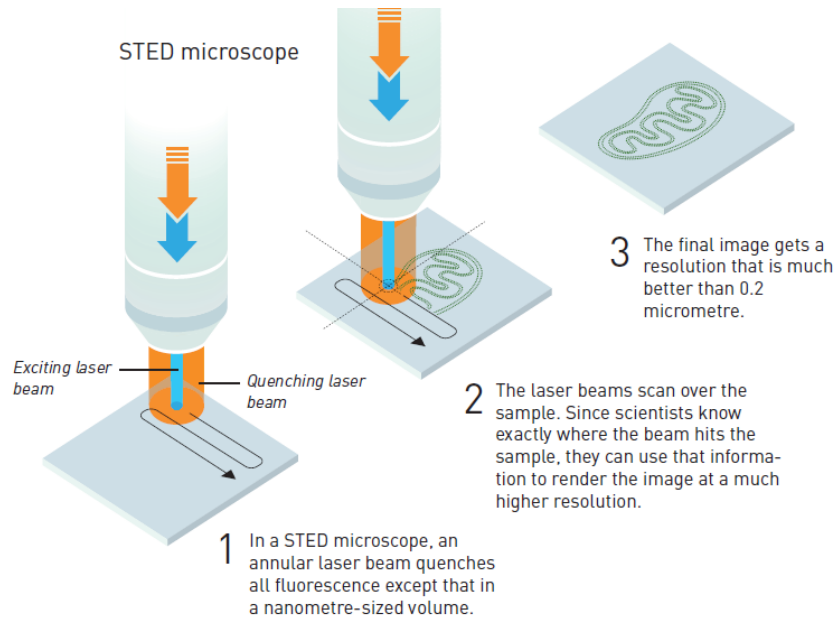 STED microscope
Exciting laser
beam
Quenching laser
beam
1 In a STED microscope, an
annular laser beam quenches
all fluorescence except that in
a nanometre-sized volume.
2 The laser beams scan over the
sample. Since scientists know
exactly where the beam hits the
sample, they can use that informa-
tion to render the image at a much
higher resolution.
3 The final image gets a
resolution that is much
better than 0.2
micrometre.